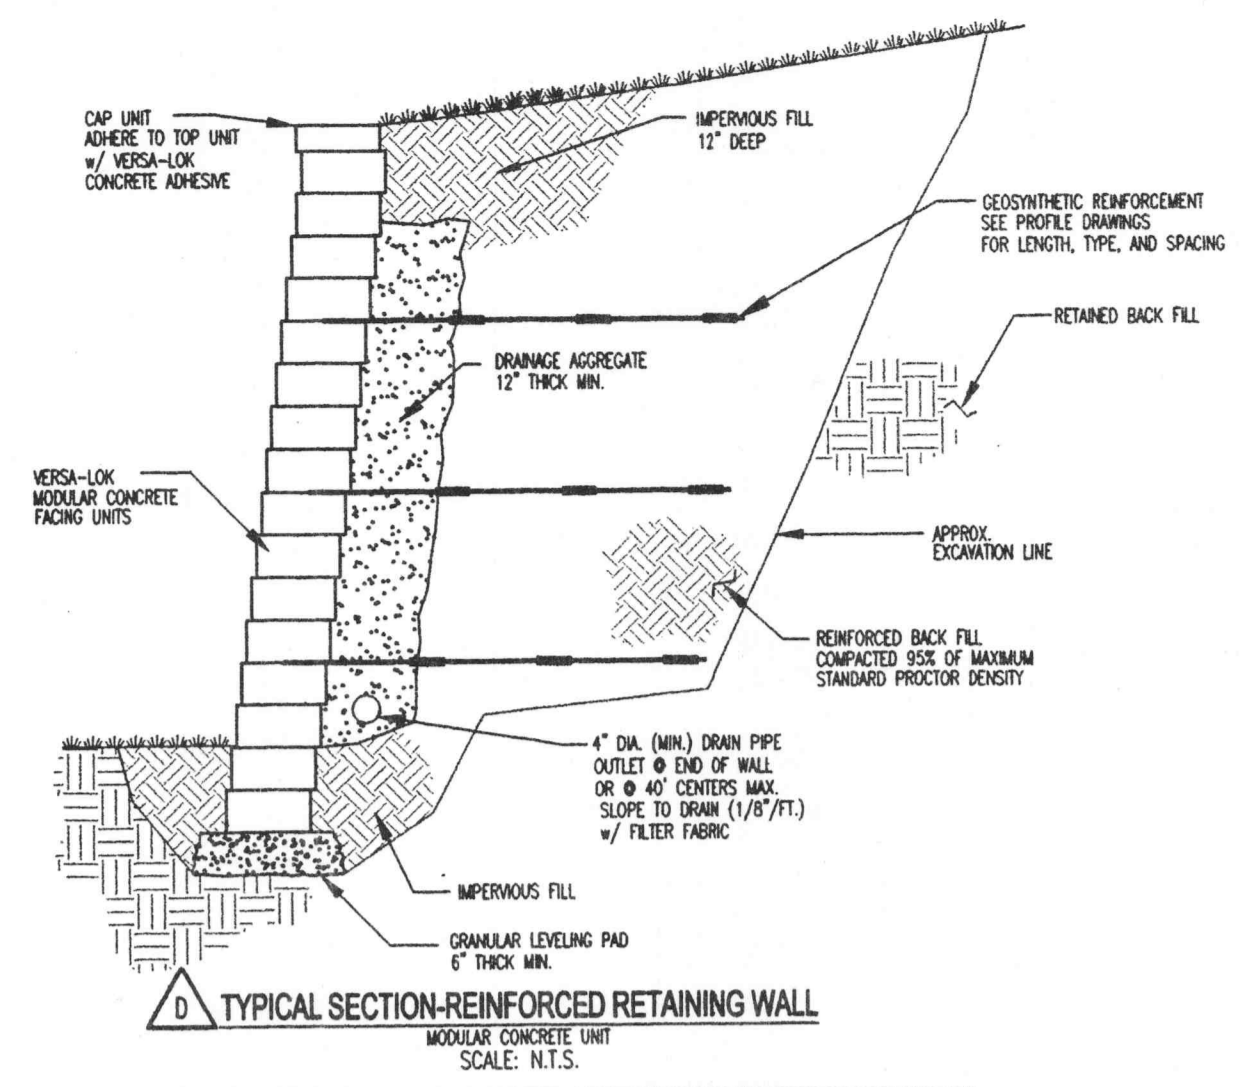 CAP UNIT
ADHERE TO TOP UNIT
w/ VERSA-LOK
CONCRETE ADHESIVE
IMPERVIOUS FILL
12" DEEP
GEOSYNTHETIC REINFORCEMENT
SEE PROFILE DRAWINGS
FOR LENGTH, TYPE, AND SPACING
RETAINED BACK FILL
DRAINAGE AGGREGATE
12" THICK MIN.
VERSA-LOK
MODULAR CONCRETE
FACING UNITS
APPROX.
EXCAVATION LINE
REINFORCED BACK FILL
COMPACTED 95% OF MAXIMUM
STANDARD PROCTOR DENSITY
4" DIA. (MIN.) DRAIN PIPE
OUTLET @ END OF WALL
OR @ 40' CENTERS MAX.
SLOPE TO DRAIN (1/8"/FT.)
w/ FILTER FABRIC
IMPERVIOUS FILL
GRANULAR LEVELING PAD
6" THICK MIN.
D TYPICAL SECTION-REINFORCED RETAINING WALL
MODULAR CONCRETE UNIT
SCALE: N.T.S.